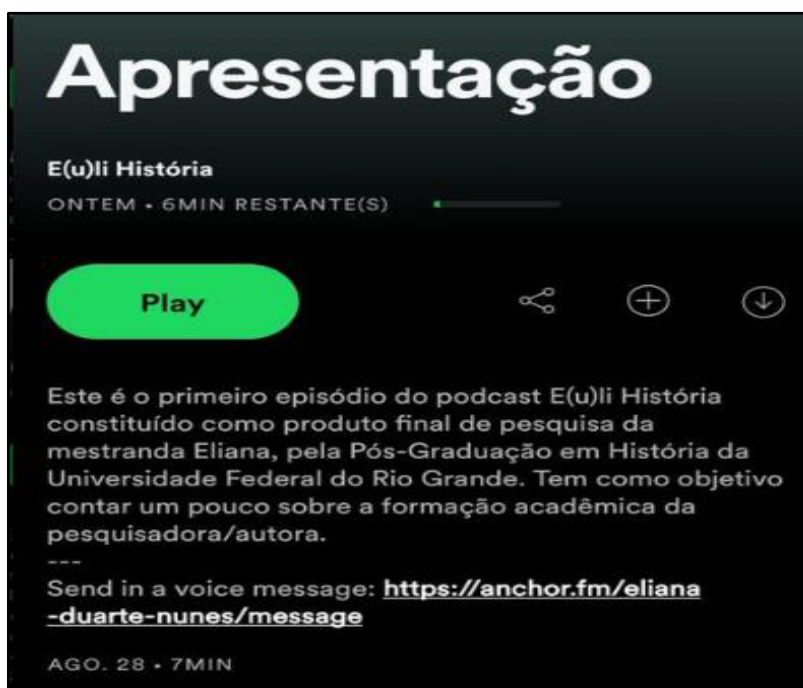 Apresentação
E(u)li História
ONTEM • 6MIN RESTANTE(S)
Play
Este é o primeiro episódio do podcast E(u)li História
constituído como produto final de pesquisa da
mestranda Eliana, pela Pós-Graduação em História da
Universidade Federal do Rio Grande. Tem como objetivo
contar um pouco sobre a formação acadêmica da
pesquisadora/autora.
---
Send in a voice message: https://anchor.fm/eliana
-duarte-nunes/message
AGO. 28 • 7MIN